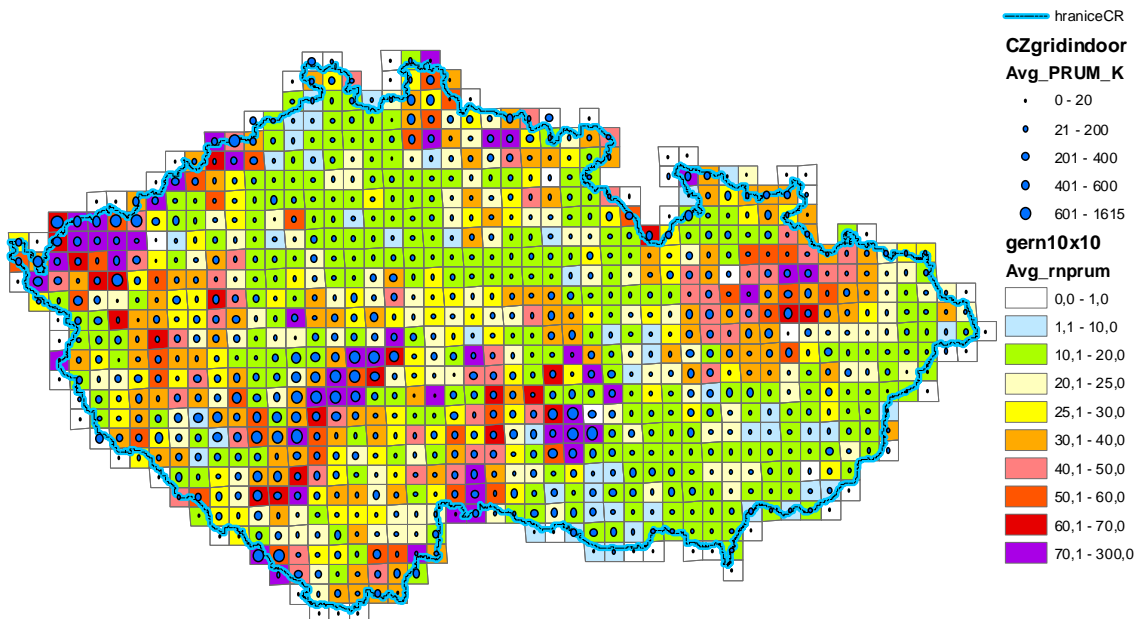 hraniceCR
CZgridindoor
Avg_PRUM_K
0 - 20
21 - 200
201 - 400
401 - 600
601 - 1615
gern10x10
Avg_rnprum
0,0 - 1,0
1,1 - 10,0
10,1 - 20,0
20,1 - 25,0
25,1 - 30,0
30,1 - 40,0
40,1 - 50,0
50,1 - 60,0
60,1 - 70,0
70,1 - 300,0